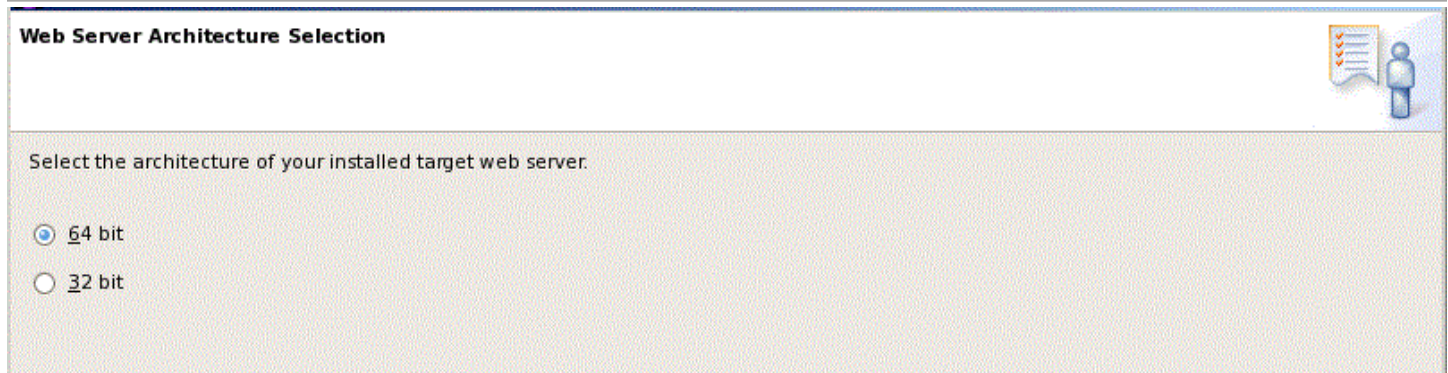 Web Server Architecture Selection
Select the architecture of your installed target web server.
64 bit
32 bit